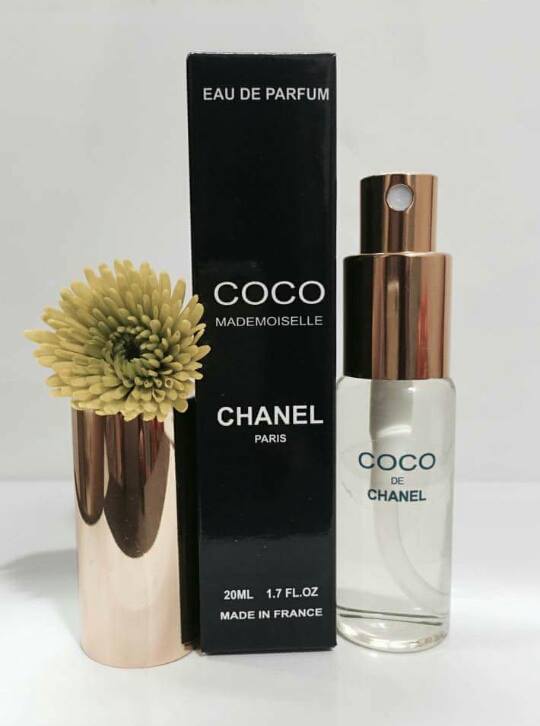 EAU DE PARFUM
COCO
MADEMOISELLE
CHANEL
PARIS
20ML 1.7 FL.OZ
MADE IN FRANCE
COCO
DE
CHANEL